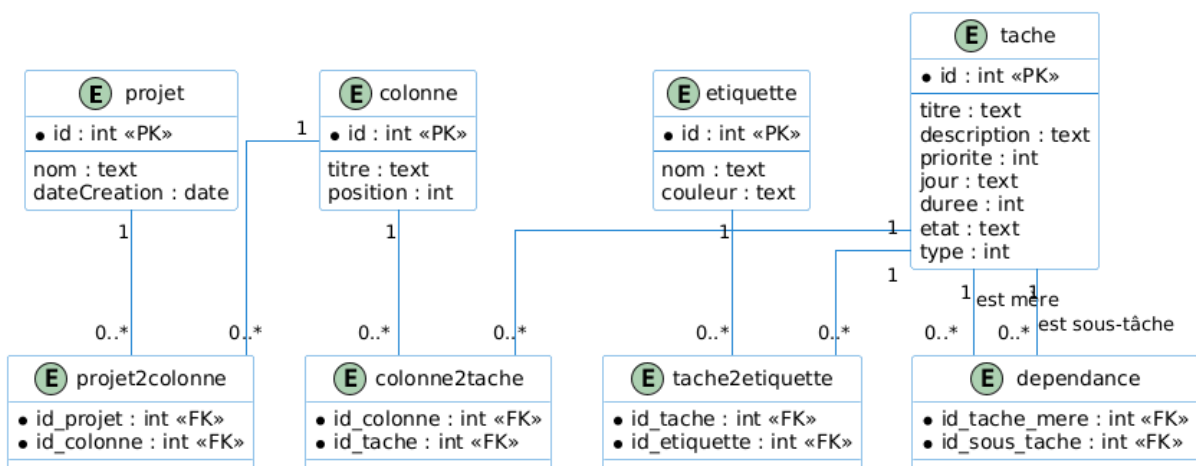 E tache
• id : int «PK»
titre : text
description : text
priorite : int
jour : text
duree : int
etat : text
type : int
E projet
• id : int «PK»
nom : text
dateCreation : date
E colonne
• id : int «PK»
titre : text
position : int
E etiquette
• id : int «PK»
nom : text
couleur : text
1
1
1
1
1
1
1
1
est mère
est sous-tâche
0..*
0..*
0..*
0..*
0..*
0..*
0..*
0..*
E projet2colonne
• id_projet : int «FK»
• id_colonne : int «FK»
E colonne2tache
• id_colonne : int «FK»
• id_tache : int «FK»
E tache2etiquette
• id_tache : int «FK»
• id_etiquette : int «FK»
E dependance
• id_tache_mere : int «FK»
• id_sous_tache : int «FK»